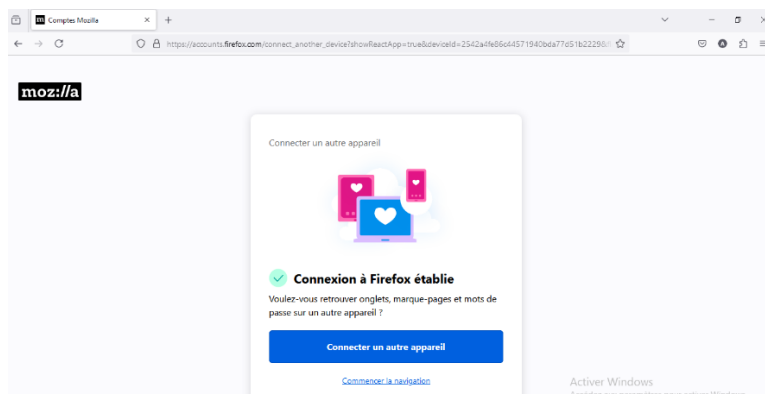 Comptes Mozilla
https://accounts.firefox.com/connect_another_device?showReactApp=true&deviceId=2542a4fe86c44571940bda77d51b22298
moz://a
Connecter un autre appareil
Connexion à Firefox établie
Voulez-vous retrouver onglets, marque-pages et mots de
passe sur un autre appareil ?
Connecter un autre appareil
Commencer la navigation
Activer Windows